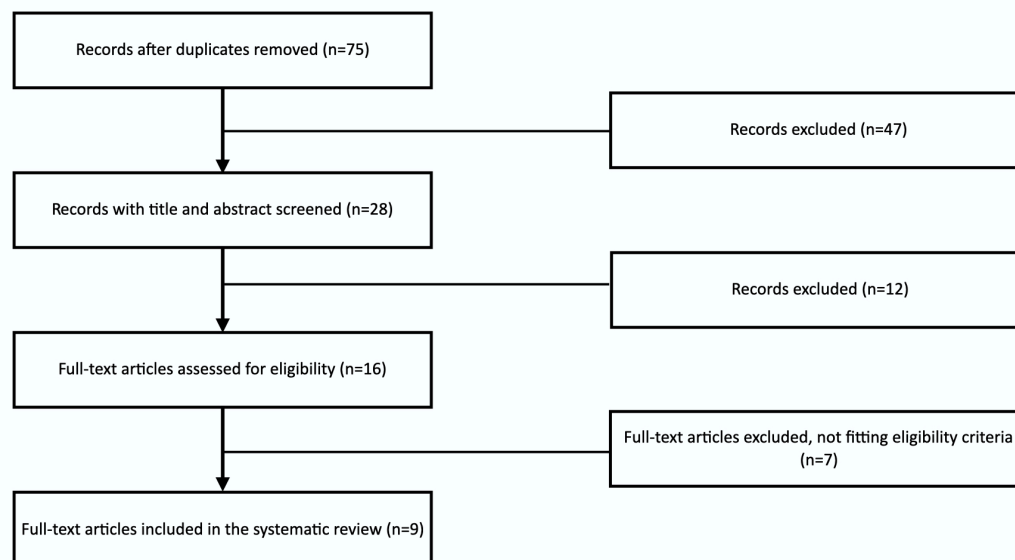 Records after duplicates removed (n=75)
Records excluded (n=47)
Records with title and abstract screened (n=28)
Records excluded (n=12)
Full-text articles assessed for eligibility (n=16)
Full-text articles excluded, not fitting eligibility criteria
(n=7)
Full-text articles included in the systematic review (n=9)